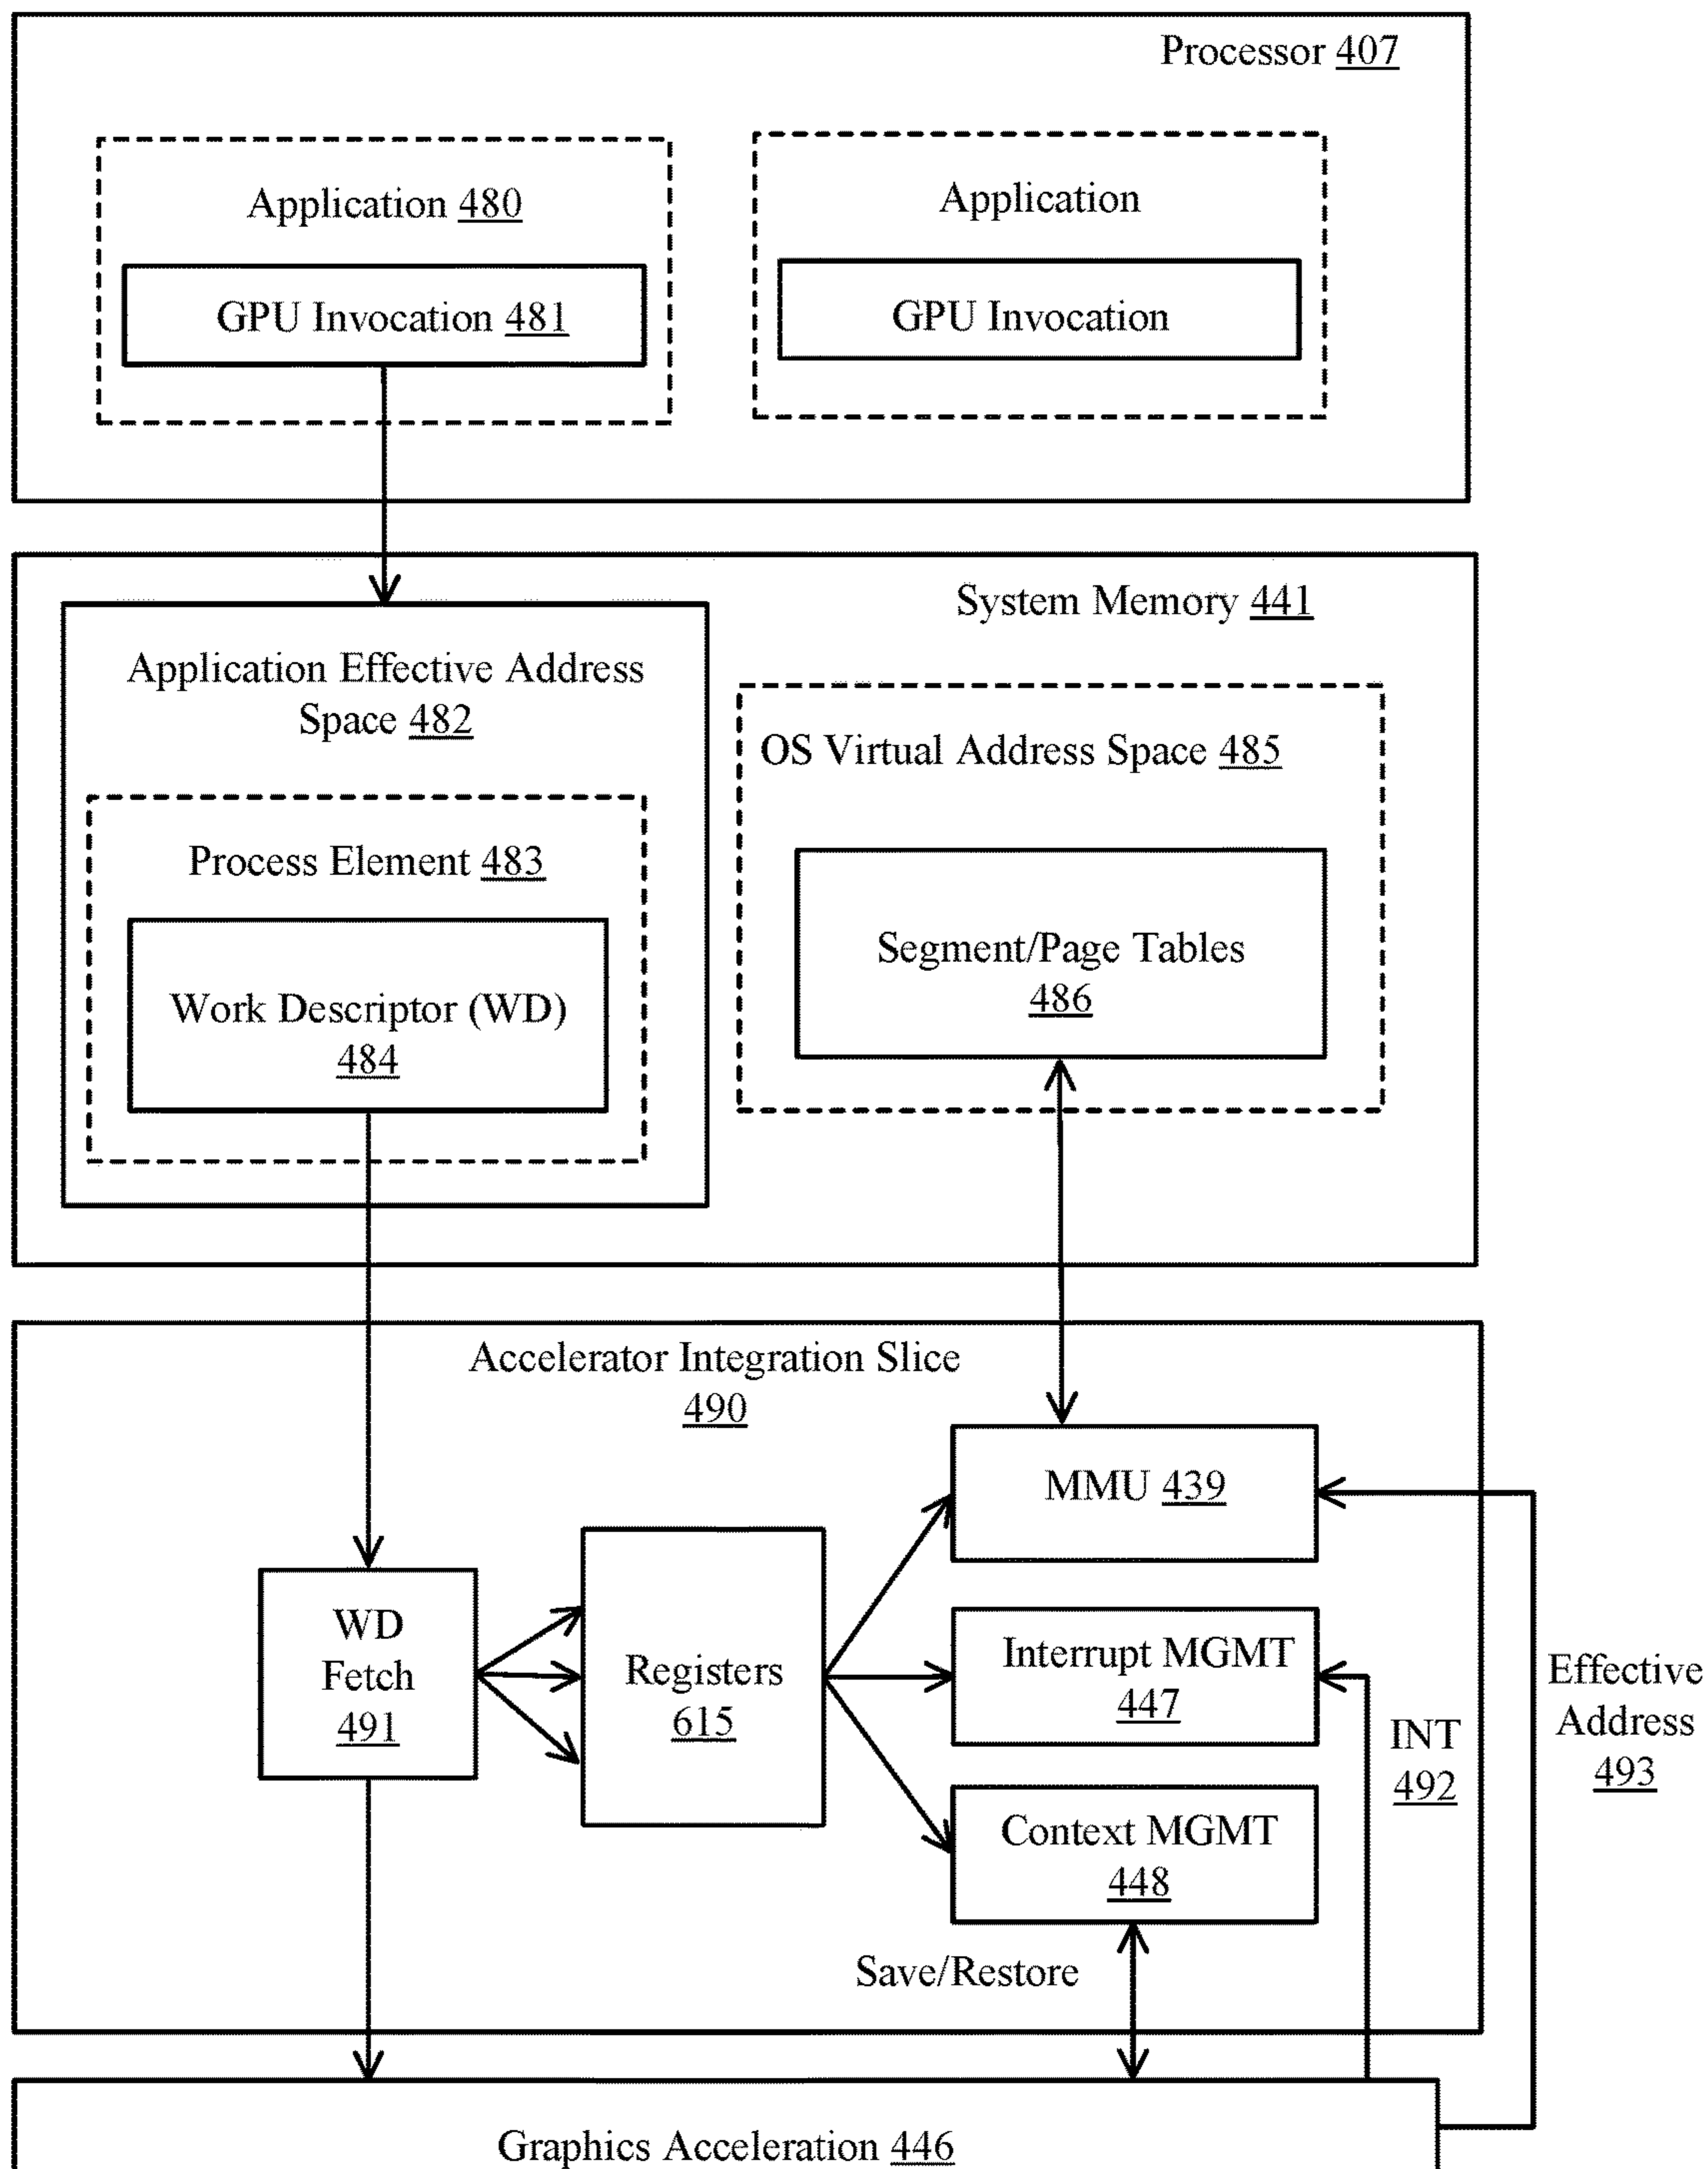 Processor 407
Application 480
Application
GPU Invocation 481
GPU Invocation
System Memory 441
Application Effective Address
Space 482
OS Virtual Address Space 485
Process Element 483
Segment/Page Tables
486
Work Descriptor (WD)
484
Accelerator Integration Slice
490
MMU 439
WD
Fetch
491
Registers
615
Interrupt MGMT
447
Effective
Address
493
INT
492
Context MGMT
448
Save/Restore
Graphics Acceleration 446